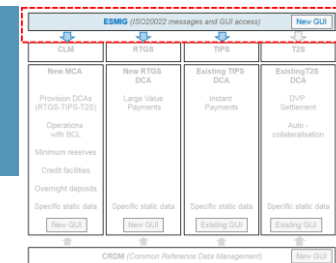 ESMIG (ISO20022 messages and GUI access) New GUI
CLM RTGS TIPS T2S
New MCA
Provision DCAs
(RTGS-TIPS-T2S)
Operations
with BCL
Minimum reserves
Credit facilities
Overnight deposits
Specific static data
New GUI
New RTGS
DCA
Large Value
Payments
Specific static data
New GUI
Existing TIPS
DCA
Instant
Payments
Specific static data
Existing GUI
ExistingT2S
DCA
DVP
Settlement
Auto -
collateralisation
Specific static data
Existing GUI
CRDM (Common Reference Data Management) New GUI